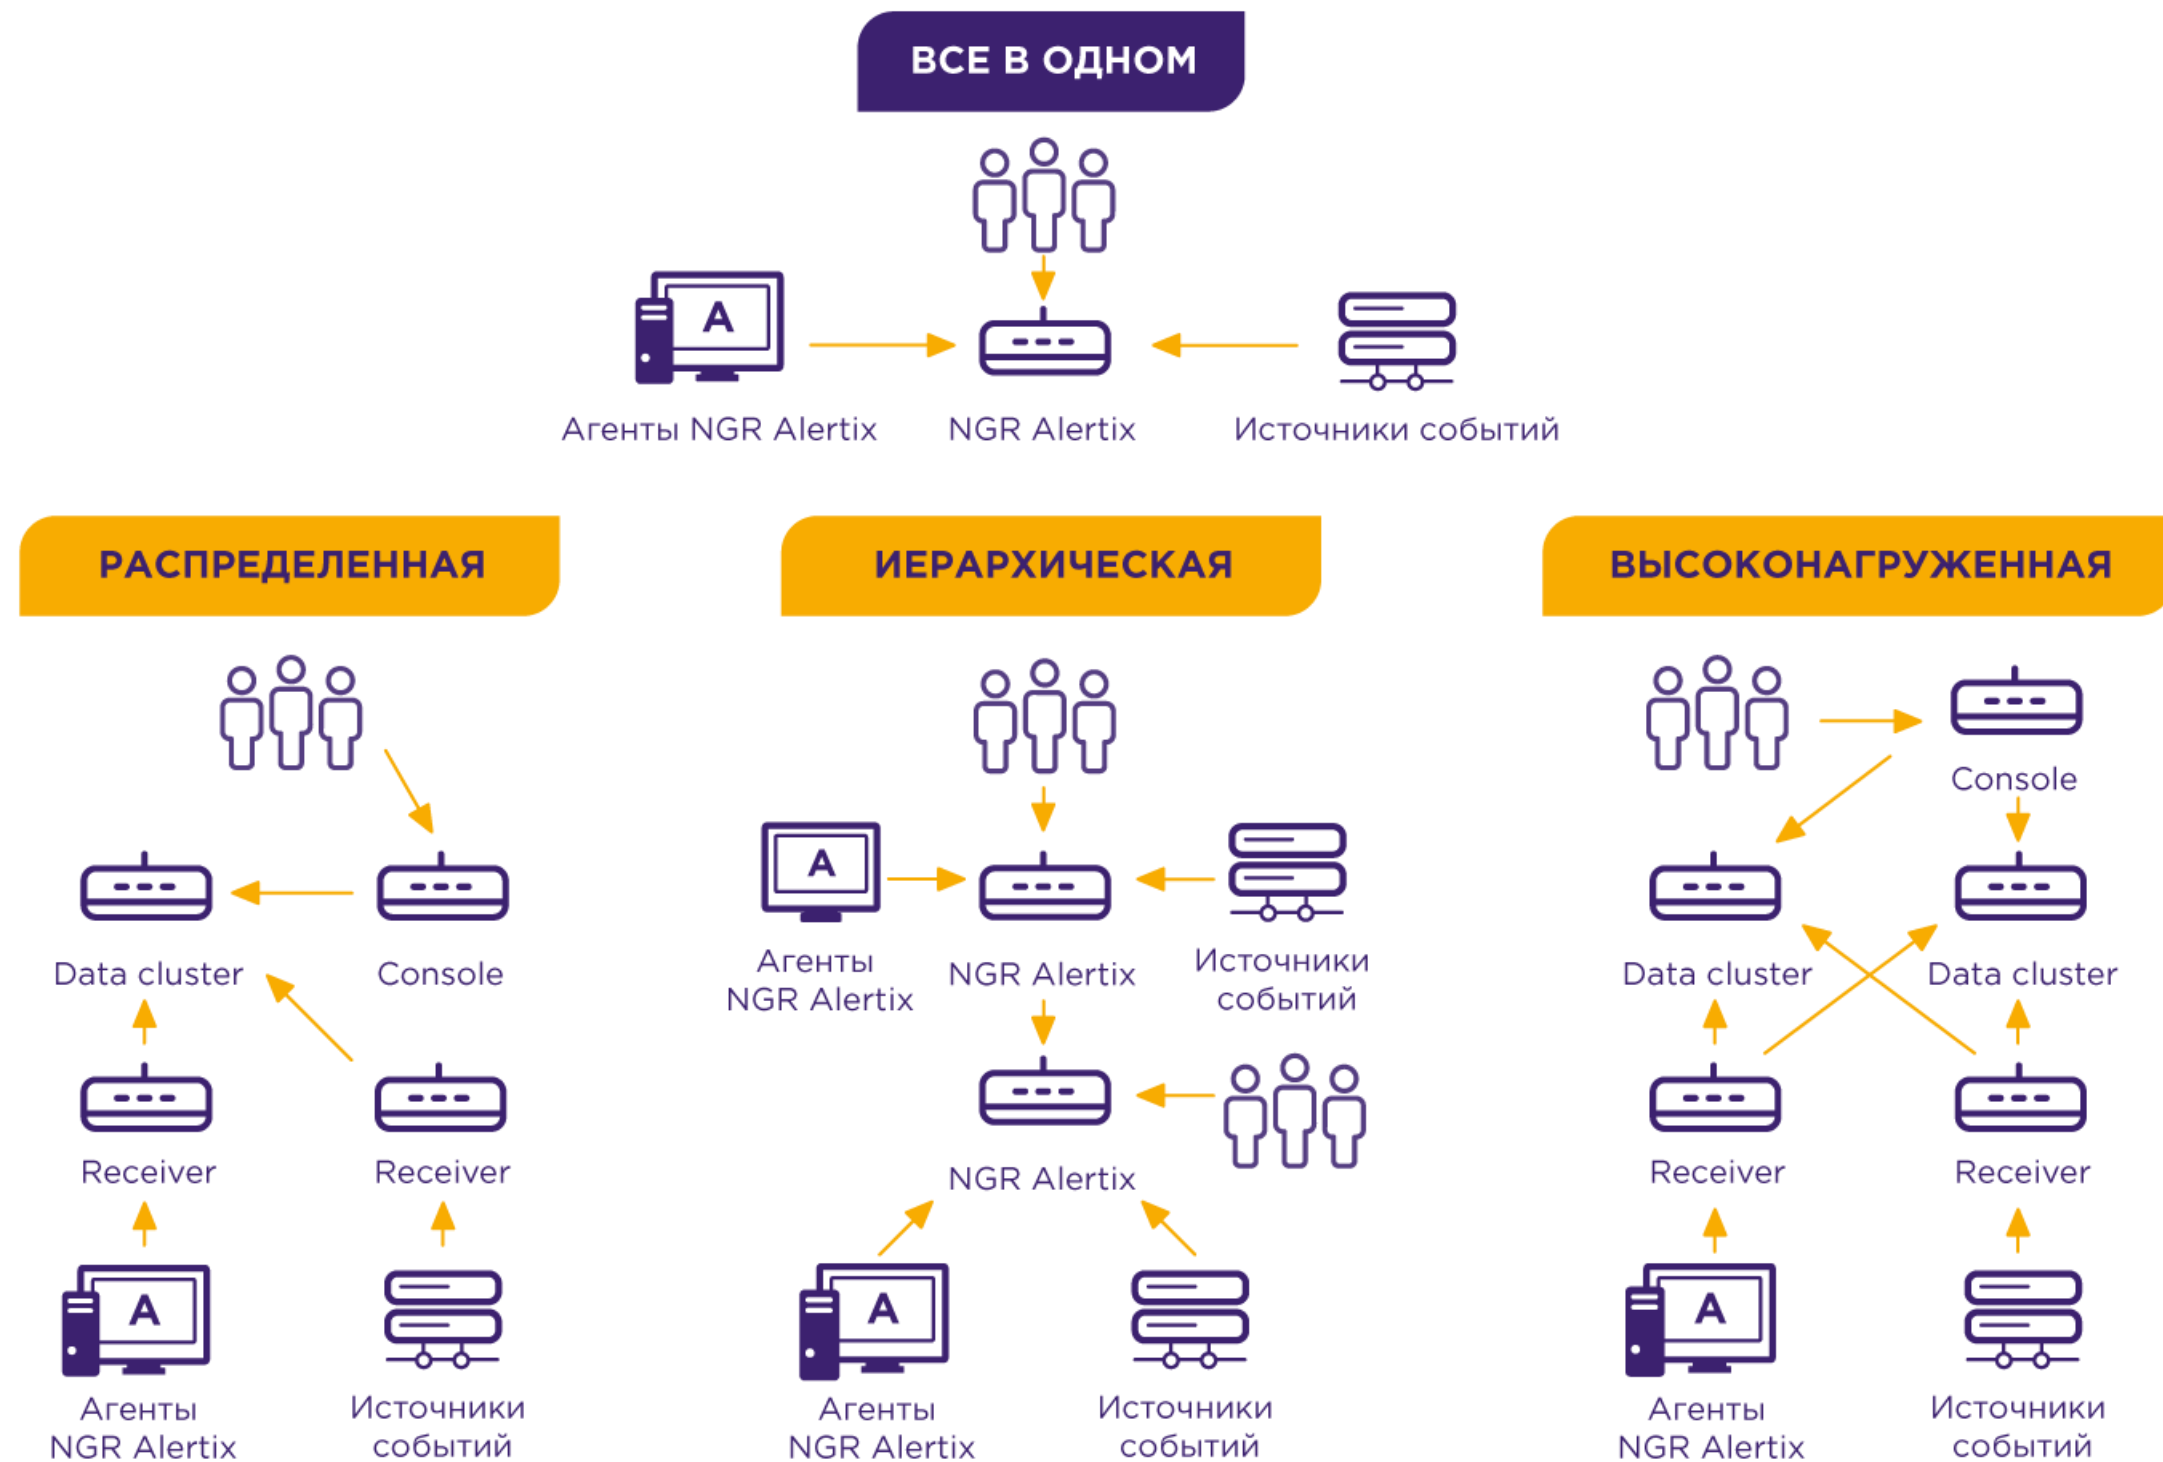 ВСЕ В ОДНОМ
A
Агенты NGR Alertix
NGR Alertix
Источники событий
РАСПРЕДЕЛЕННАЯ
Data cluster
Console
Receiver
Receiver
A
Агенты
NGR Alertix
Источники
событий
ИЕРАРХИЧЕСКАЯ
A
Агенты
NGR Alertix
NGR Alertix
Источники
событий
NGR Alertix
A
Агенты
NGR Alertix
Источники
событий
ВЫСОКОНАГРУЖЕННАЯ
Console
Data cluster
Data cluster
Receiver
Receiver
A
Агенты
NGR Alertix
Источники
событий